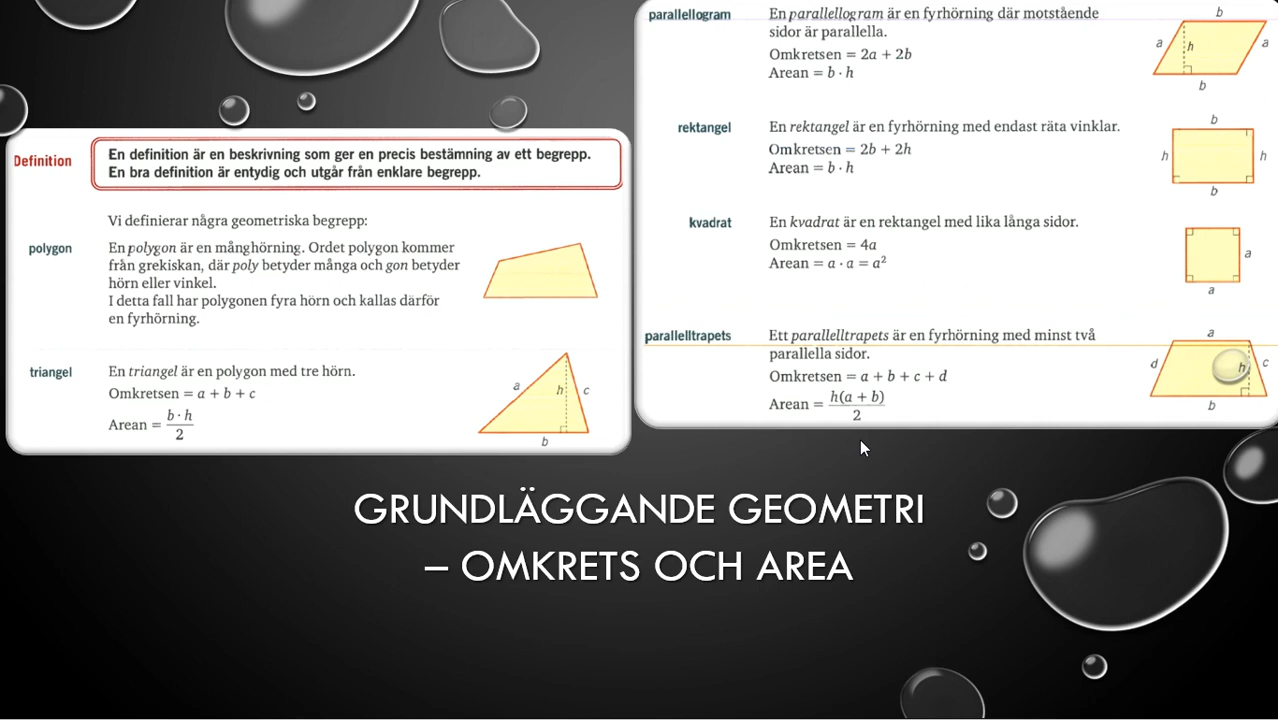 Definition
En definition är en beskrivning som ger en precis bestämning av ett begrepp.
En bra definition är entydig och utgår från enklare begrepp.
Vi definierar några geometriska begrepp:
polygon
En polygon är en månghörning. Ordet polygon kommer
från grekiskan, där poly betyder många och gon betyder
hörn eller vinkel.
I detta fall har polygonen fyra hörn och kallas därför
en fyrhörning.
triangel
En triangel är en polygon med tre hörn.
Omkretsen = a + b + c
Arean = b · h / 2
a
h
c
b
parallellogram
En parallellogram är en fyrhörning där motstående
sidor är parallella.
Omkretsen = 2a + 2b
Arean = b · h
b
a
h
a
b
rektangel
En rektangel är en fyrhörning med endast räta vinklar.
Omkretsen = 2b + 2h
Arean = b · h
b
h
h
b
kvadrat
En kvadrat är en rektangel med lika långa sidor.
Omkretsen = 4a
Arean = a · a = a²
a
a
parallelltrapets
Ett parallelltrapets är en fyrhörning med minst två
parallella sidor.
Omkretsen = a + b + c + d
Arean = h(a + b) / 2
a
d
h
c
b
GRUNDLÄGGANDE GEOMETRI
– OMKRETS OCH AREA